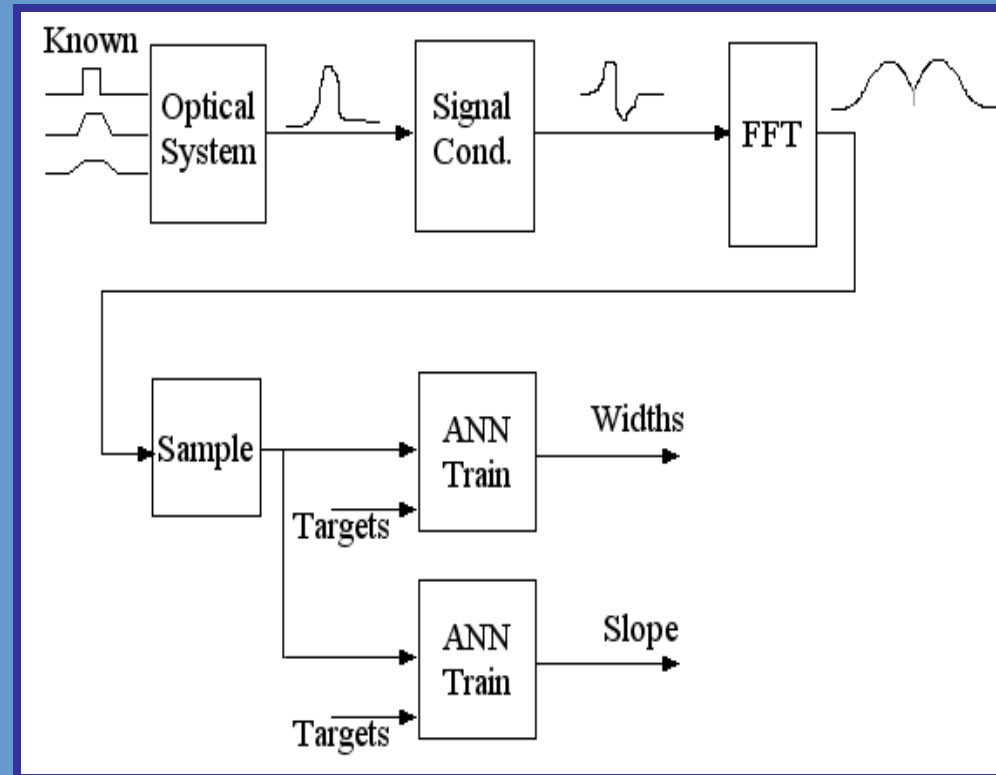 Known
Optical
System
Signal
Cond.
FFT
Sample
ANN
Train
Widths
Targets
ANN
Train
Slope
Targets